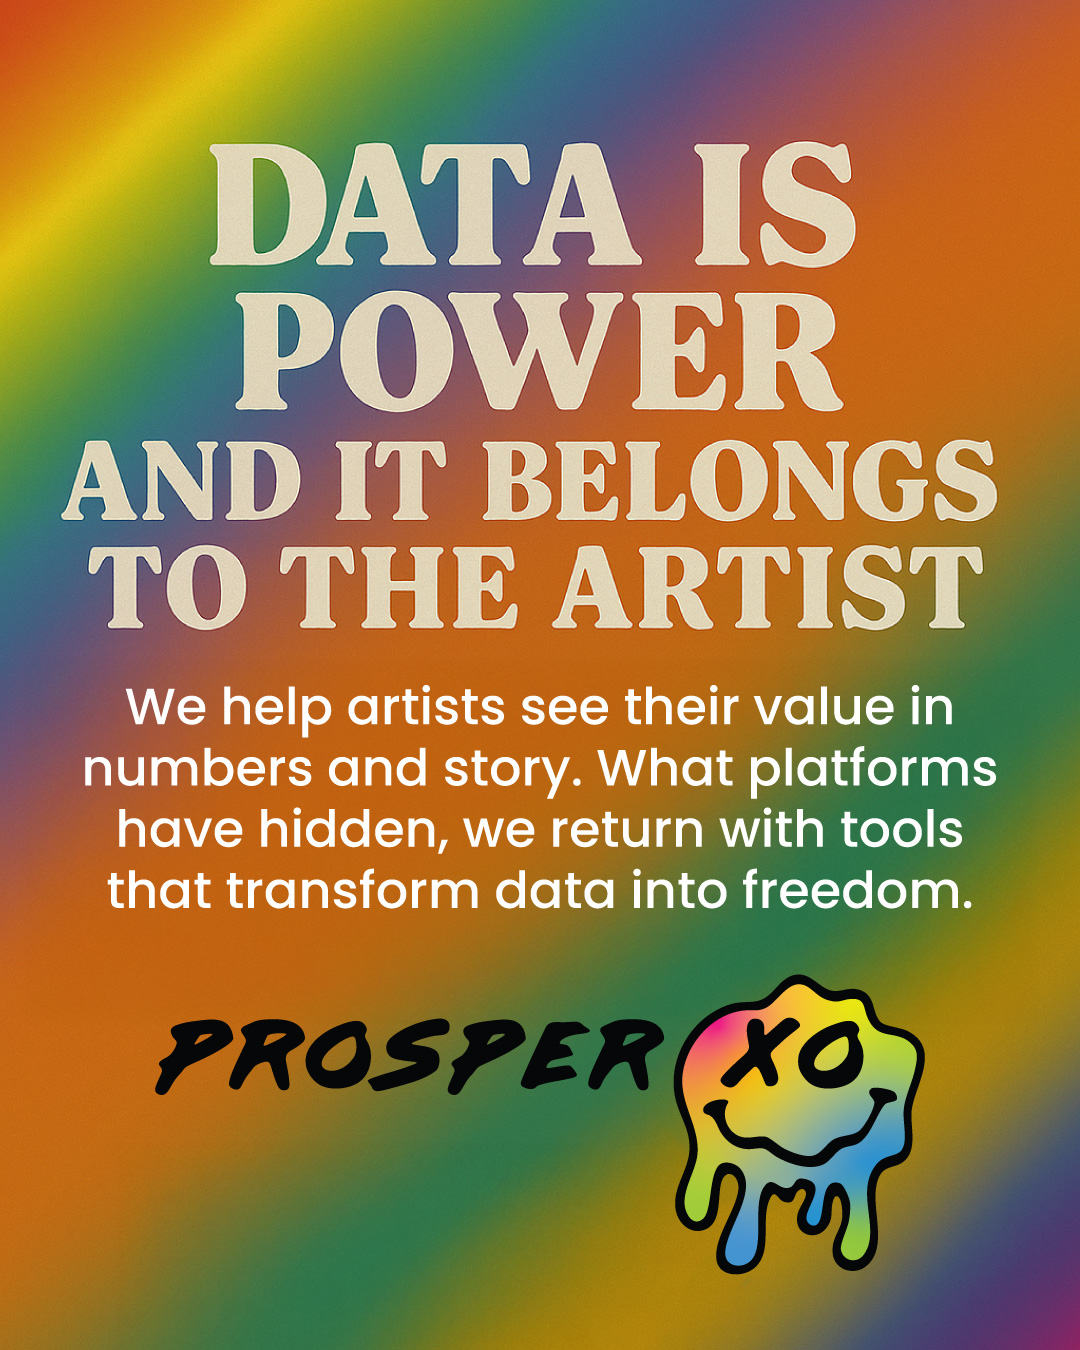 DATA IS
POWER
AND IT BELONGS
TO THE ARTIST
We help artists see their value in
numbers and story. What platforms
have hidden, we return with tools
that transform data into freedom.
PROSPER XO